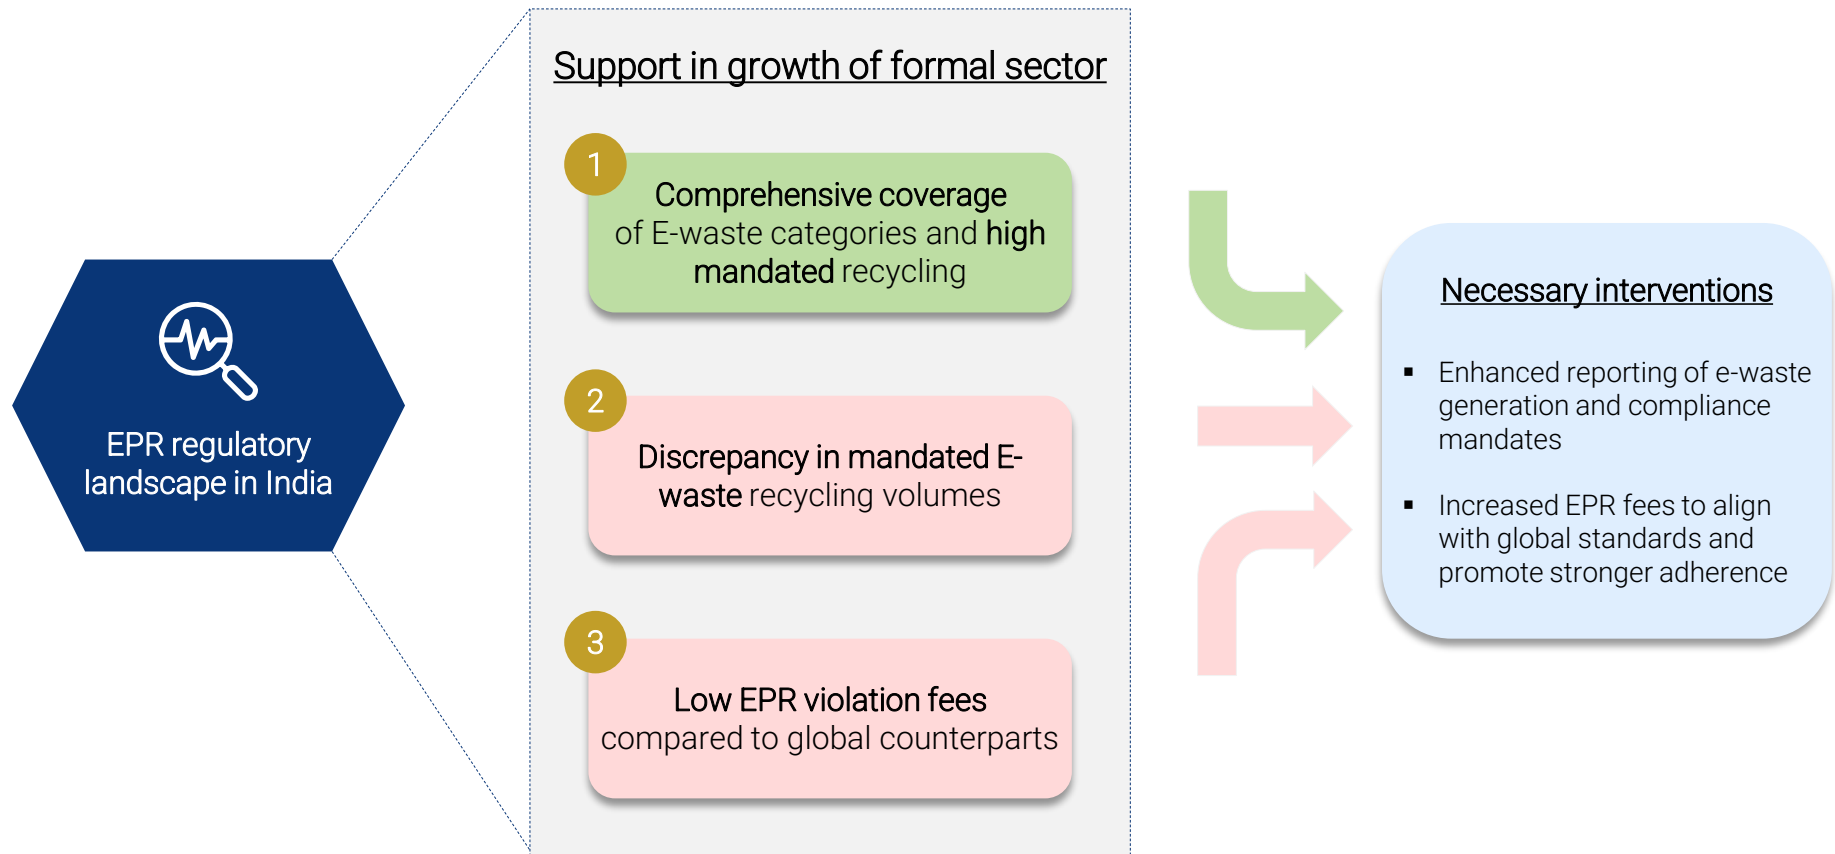 EPR regulatory
landscape in India
Support in growth of formal sector
1
Comprehensive coverage
of E-waste categories and high
mandated recycling
2
Discrepancy in mandated E-
waste recycling volumes
3
Low EPR violation fees
compared to global counterparts
Necessary interventions
▪ Enhanced reporting of e-waste
generation and compliance
mandates
▪ Increased EPR fees to align
with global standards and
promote stronger adherence